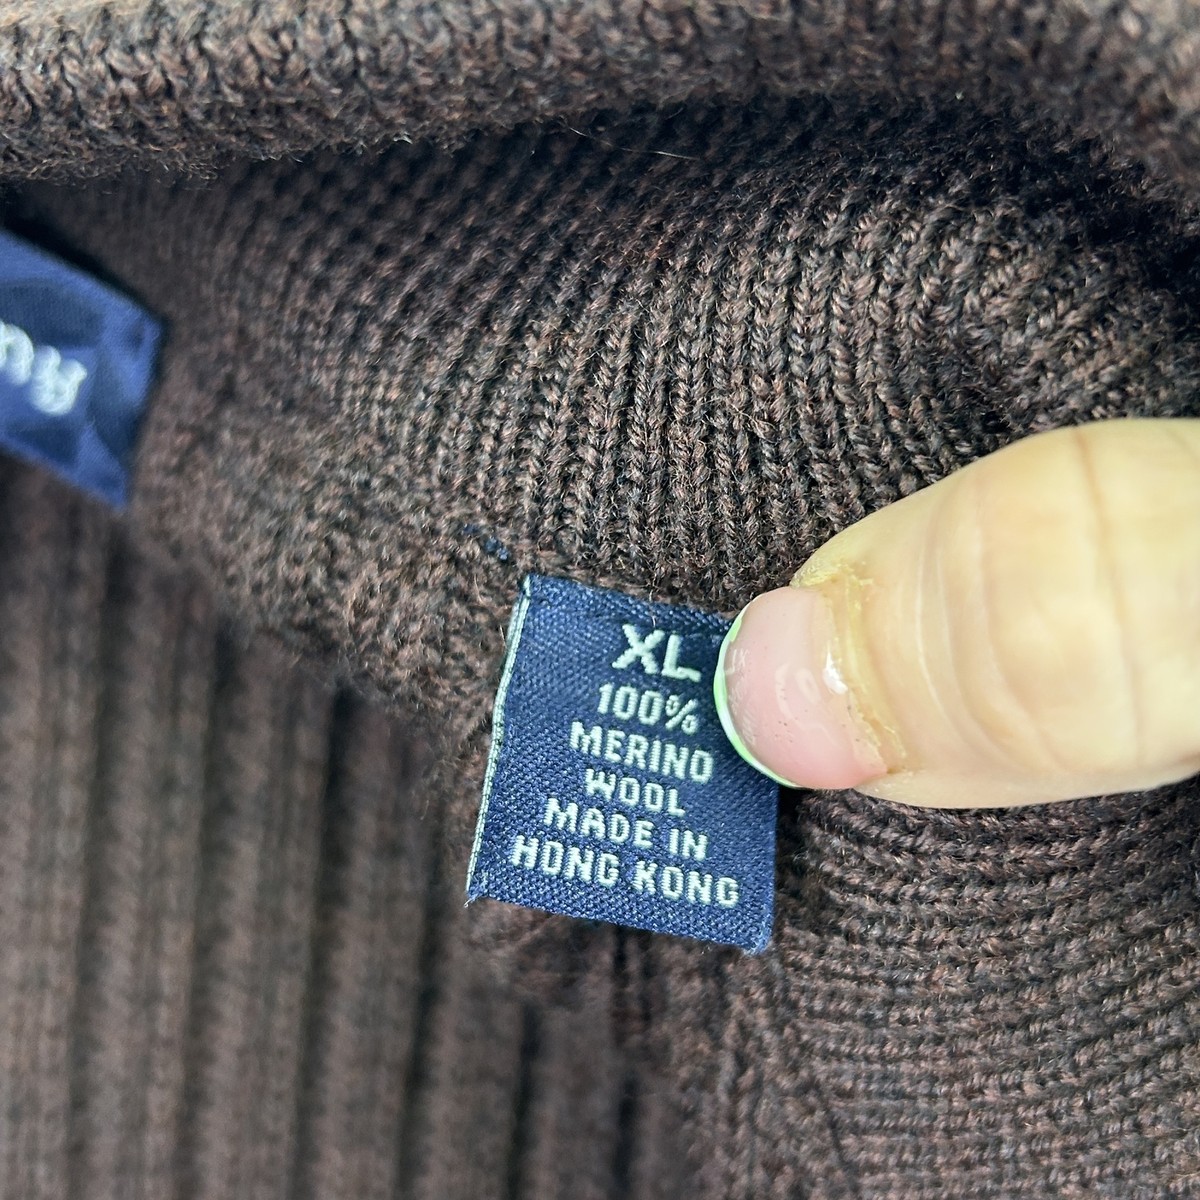 XL
100%
MERINO
WOOL
MADE IN
HONG KONG